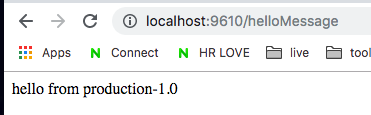 localhost:9610/helloMessage
Apps Connect HR LOVE live tool
hello from production-1.0